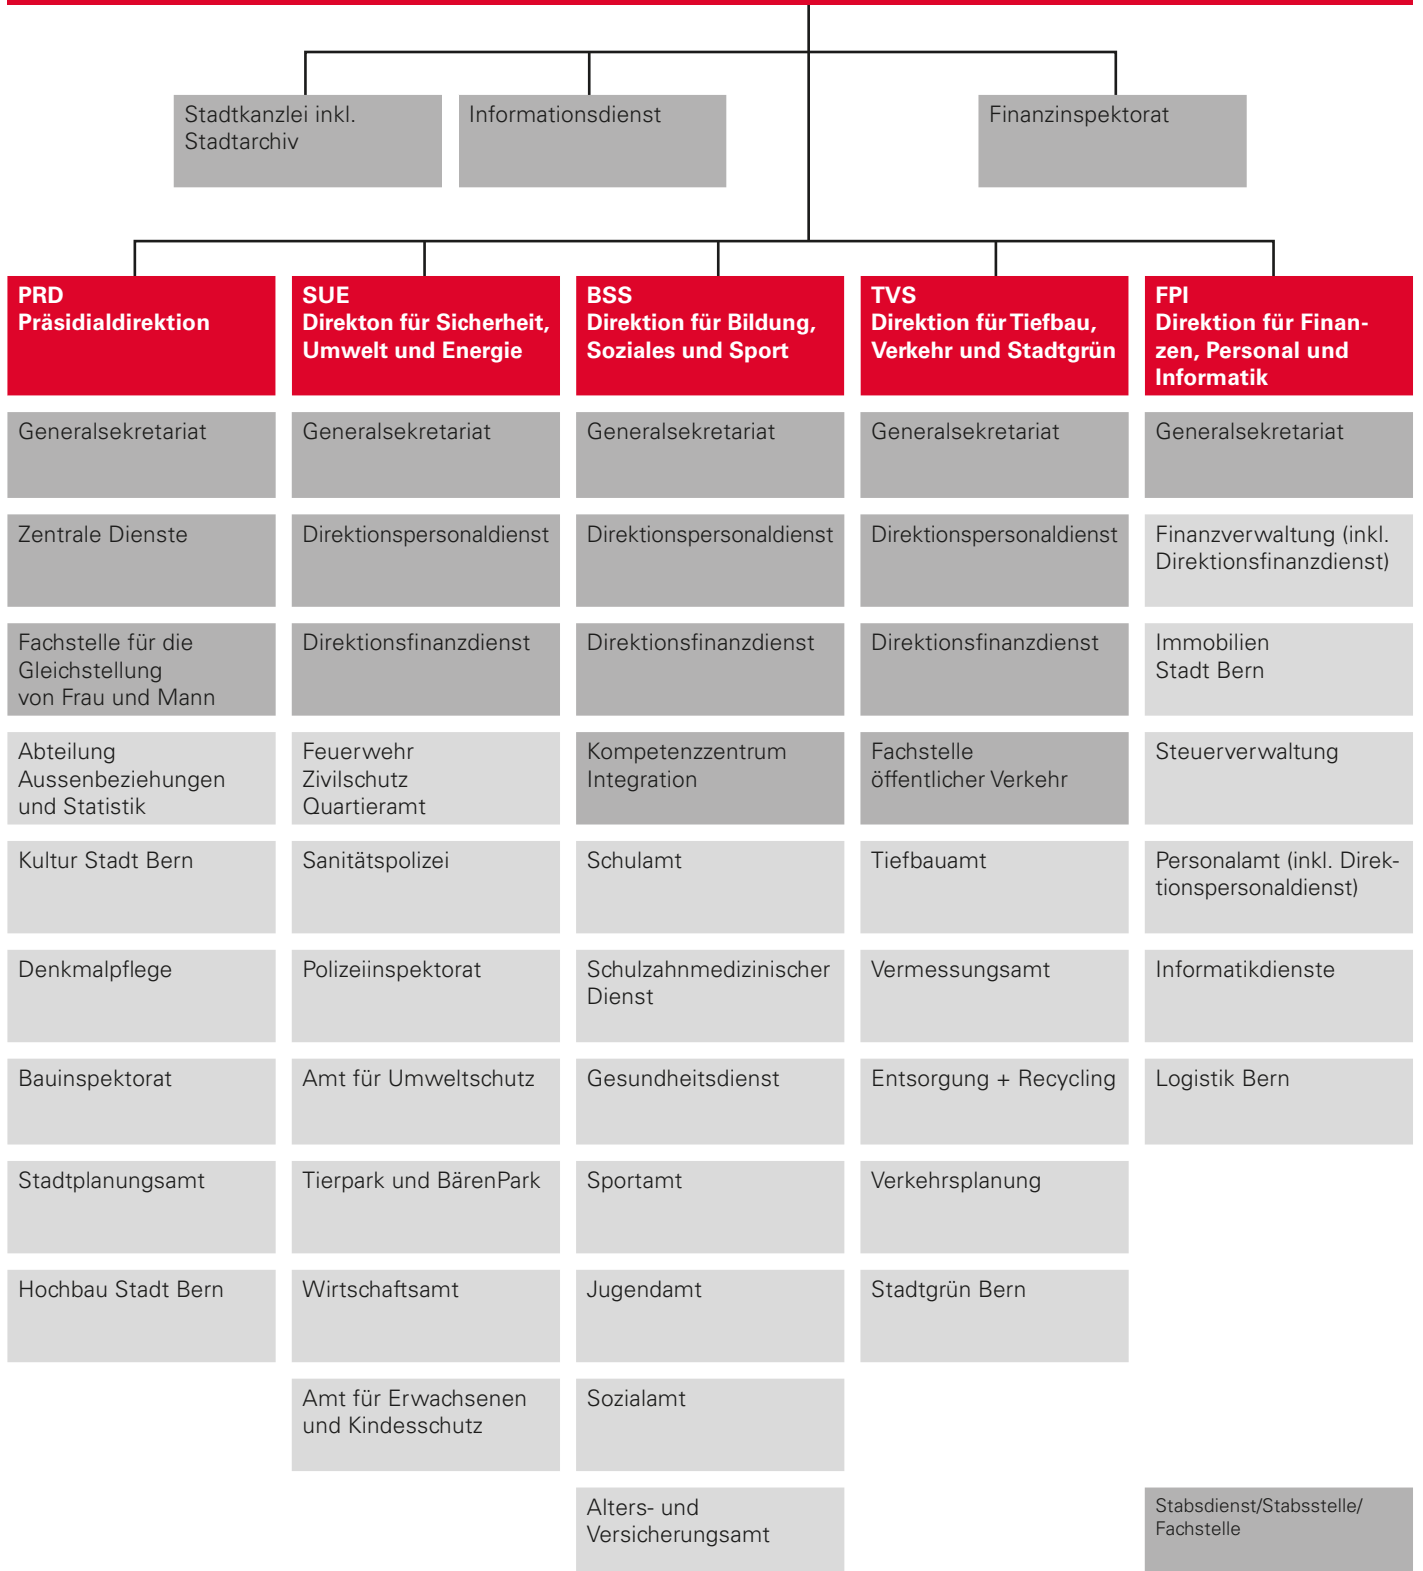 Stadtkanzlei inkl.
Stadtarchiv
Informationsdienst
Finanzinspektorat
PRD
Präsidialdirektion
SUE
Direkton für Sicherheit,
Umwelt und Energie
BSS
Direktion für Bildung,
Soziales und Sport
TVS
Direktion für Tiefbau,
Verkehr und Stadtgrün
FPI
Direktion für Finan-
zen, Personal und
Informatik
Generalsekretariat
Generalsekretariat
Generalsekretariat
Generalsekretariat
Generalsekretariat
Zentrale Dienste
Direktionspersonaldienst
Direktionspersonaldienst
Direktionspersonaldienst
Finanzverwaltung (inkl.
Direktionsfinanzdienst)
Fachstelle für die
Gleichstellung
von Frau und Mann
Direktionsfinanzdienst
Direktionsfinanzdienst
Direktionsfinanzdienst
Immobilien
Stadt Bern
Abteilung
Aussenbeziehungen
und Statistik
Feuerwehr
Zivilschutz
Quartieramt
Kompetenzzentrum
Integration
Fachstelle
öffentlicher Verkehr
Steuerverwaltung
Kultur Stadt Bern
Sanitätspolizei
Schulamt
Tiefbauamt
Personalamt (inkl. Direk-
tionspersonaldienst)
Denkmalpflege
Polizeiinspektorat
Schulzahnmedizinischer
Dienst
Vermessungsamt
Informatikdienste
Bauinspektorat
Amt für Umweltschutz
Gesundheitsdienst
Entsorgung + Recycling
Logistik Bern
Stadtplanungsamt
Tierpark und BärenPark
Sportamt
Verkehrsplanung
Hochbau Stadt Bern
Wirtschaftsamt
Jugendamt
Stadtgrün Bern
Amt für Erwachsenen
und Kindesschutz
Sozialamt
Alters- und
Versicherungsamt
Stabsdienst/Stabsstelle/
Fachstelle